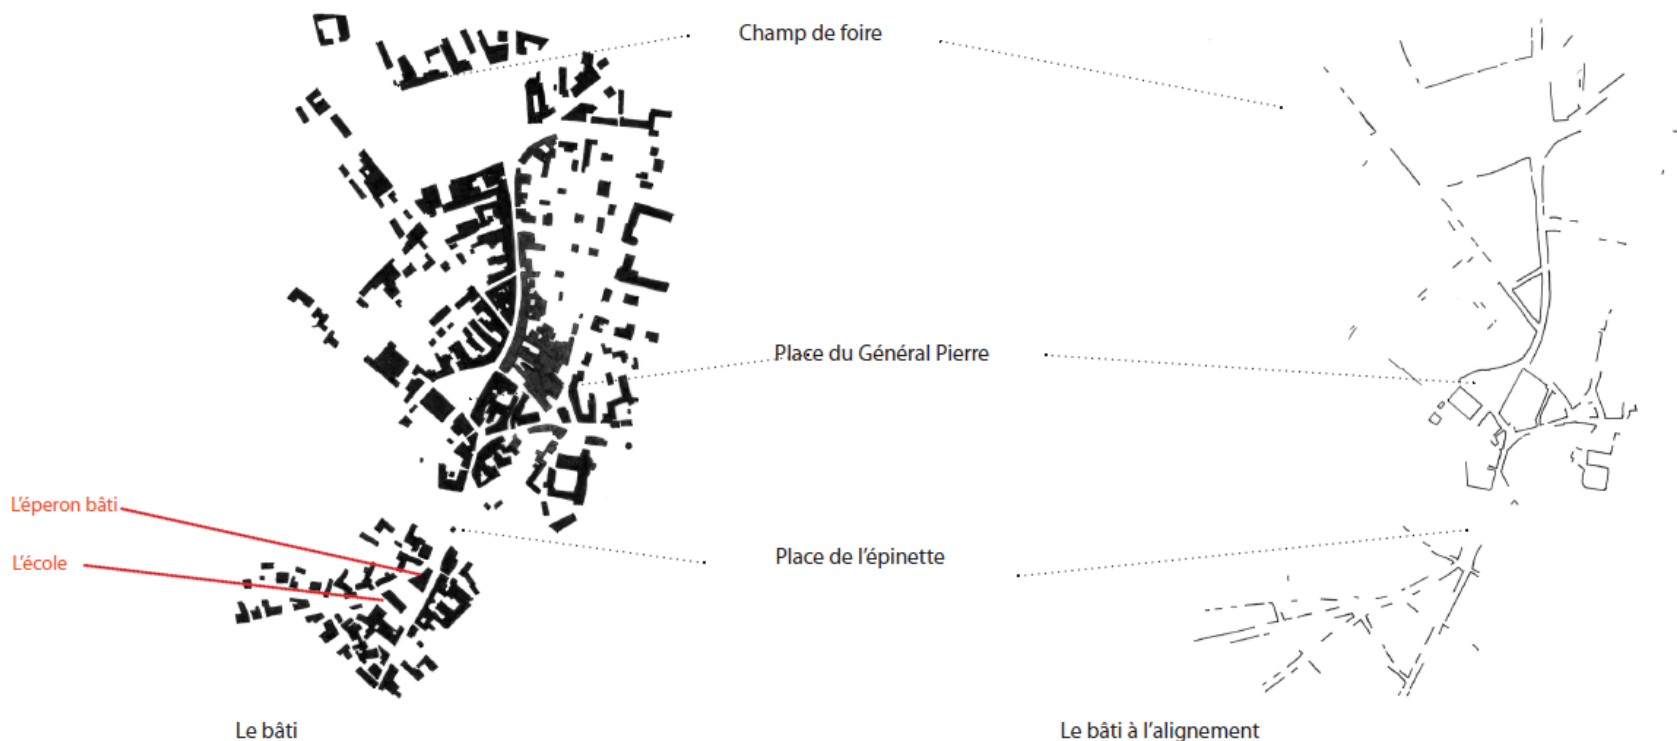 Champ de foire
Place du Général Pierre
L'éperon bâti
L'école
Place de l'épinette
Le bâti
Le bâti à l'alignement